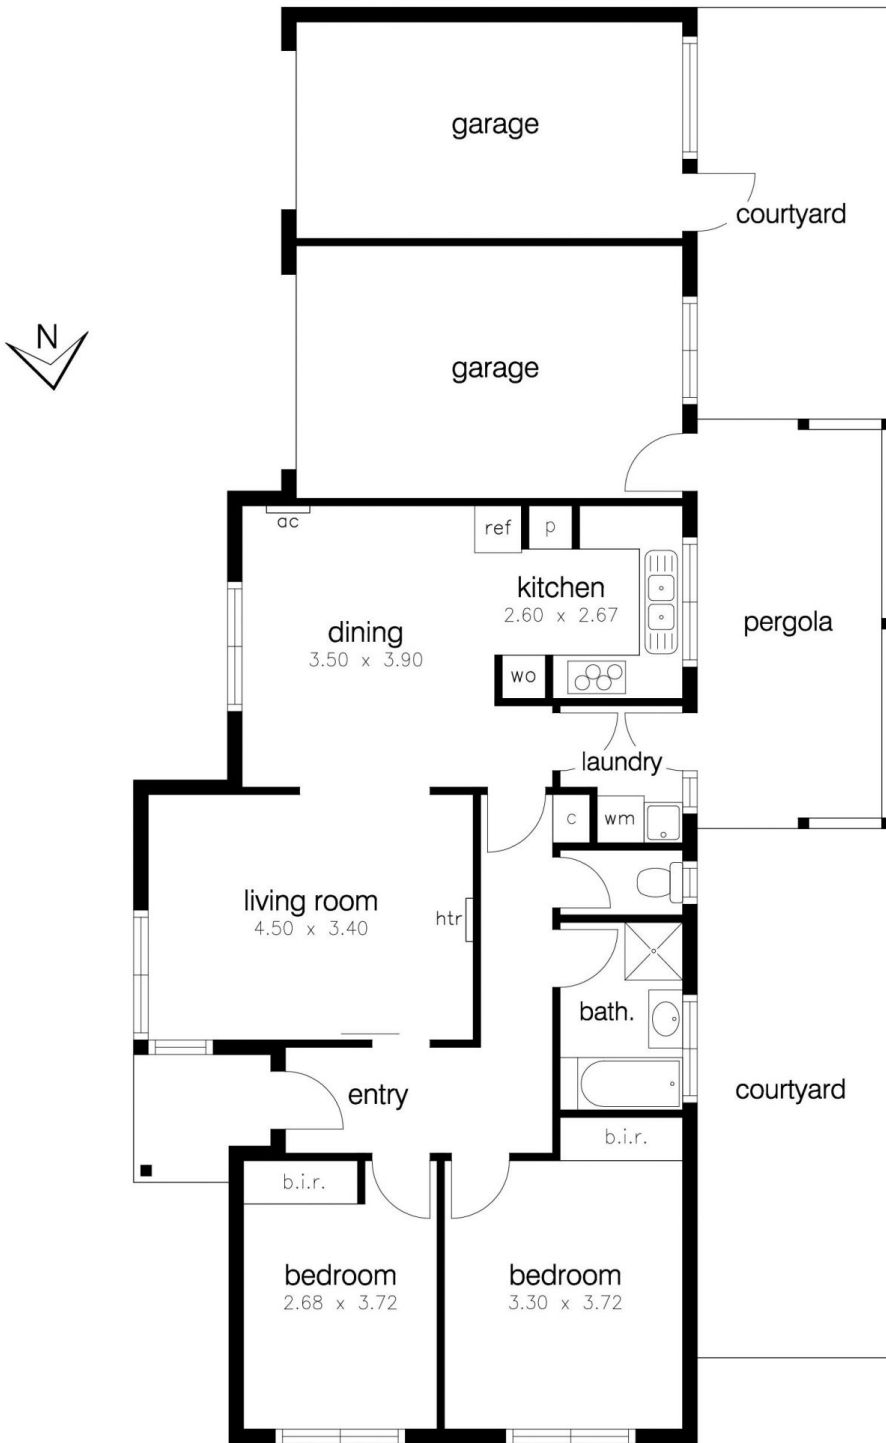 garage
courtyard
N
garage
ac
ref
p
kitchen
2.60 x 2.67
dining
3.50 x 3.90
pergola
wo
laundry
c
wm
living room
4.50 x 3.40
htr
bath.
entry
courtyard
b.i.r.
b.i.r.
bedroom
2.68 x 3.72
bedroom
3.30 x 3.72